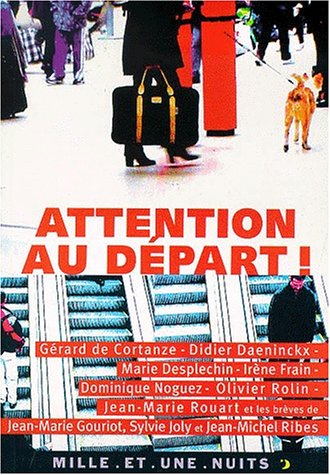 ATTENTION
AU DÉPART !
Gérard de Cortanze - Didier Daeninckx -
Marie Desplechin - Irène Frain -
Dominique Noguez - Olivier Rolin -
Jean-Marie Rouart et les brèves de
Jean-Marie Gouriot, Sylvie Joly et Jean-Michel Ribes
MILLE.ET.UNE NUITS